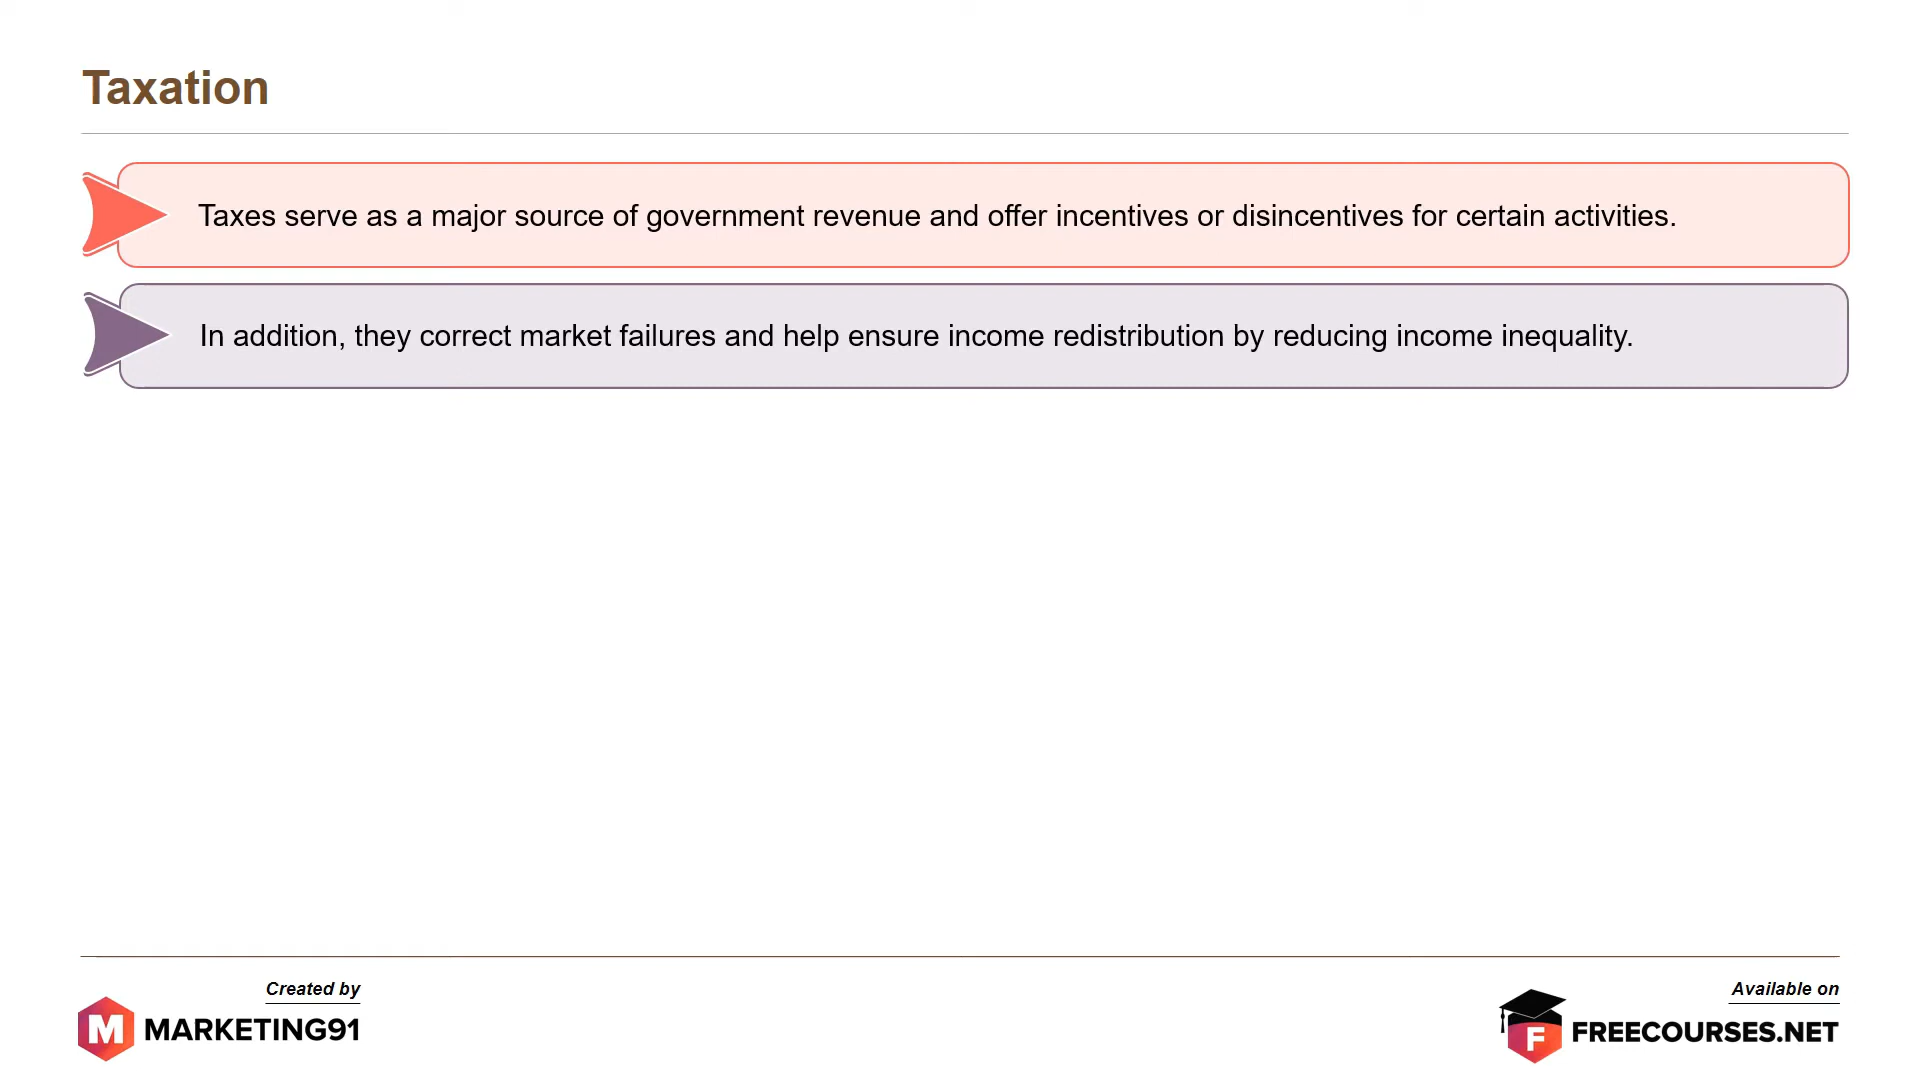 Taxation
Taxes serve as a major source of government revenue and offer incentives or disincentives for certain activities.
In addition, they correct market failures and help ensure income redistribution by reducing income inequality.
Created by
M MARKETING91
Available on
F FREECOURSES.NET